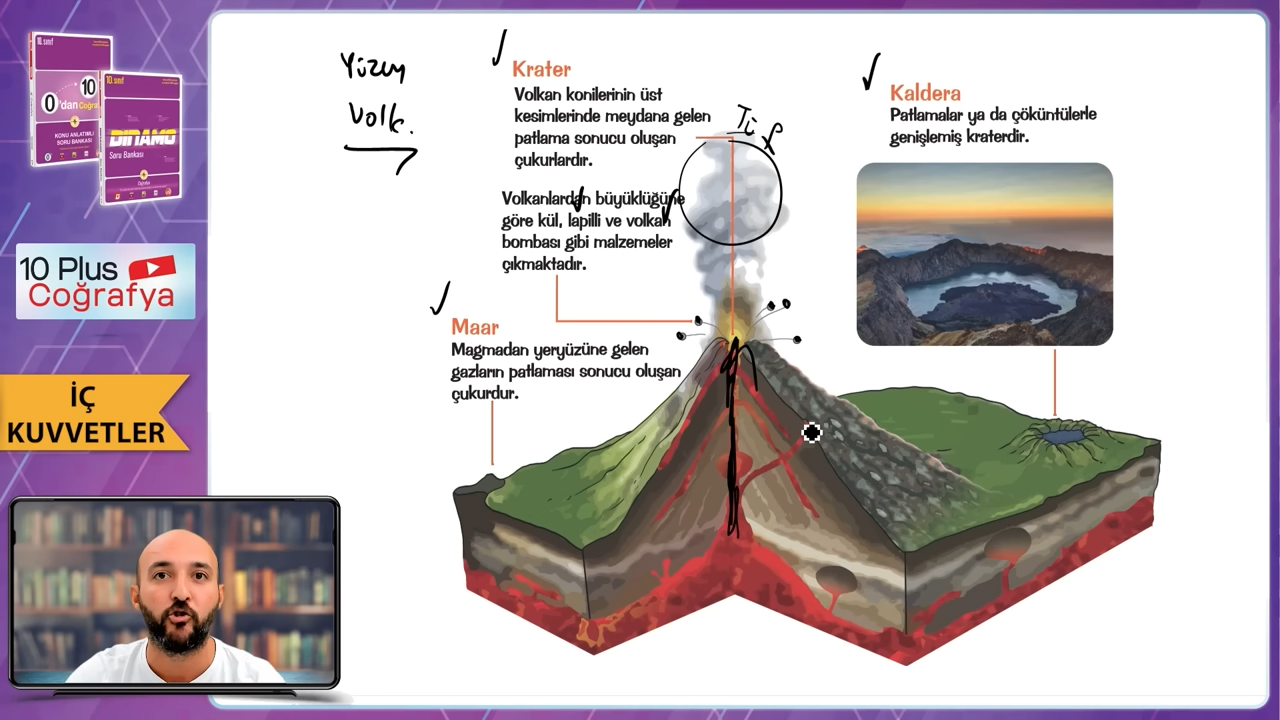 10.sınıf
0'dan 10
KONU ANLATIMLI
SORU BANKASI
10.sınıf
DİNAMO
Soru Bankası
10 Plus
Coğrafya
İÇ
KUVVETLER
Yüzey
Volk.
Krater
Volkan konilerinin üst
kesimlerinde meydana gelen
patlama sonucu oluşan
çukurlardır.
Volkanlardan büyüklüğüne
göre kül, lapilli ve volkan
bombası gibi malzemeler
çıkmaktadır.
Maar
Magmadan yeryüzüne gelen
gazların patlaması sonucu oluşan
çukurdur.
Tüf
Kaldera
Patlamalar ya da çöküntülerle
genişlemiş kraterdir.